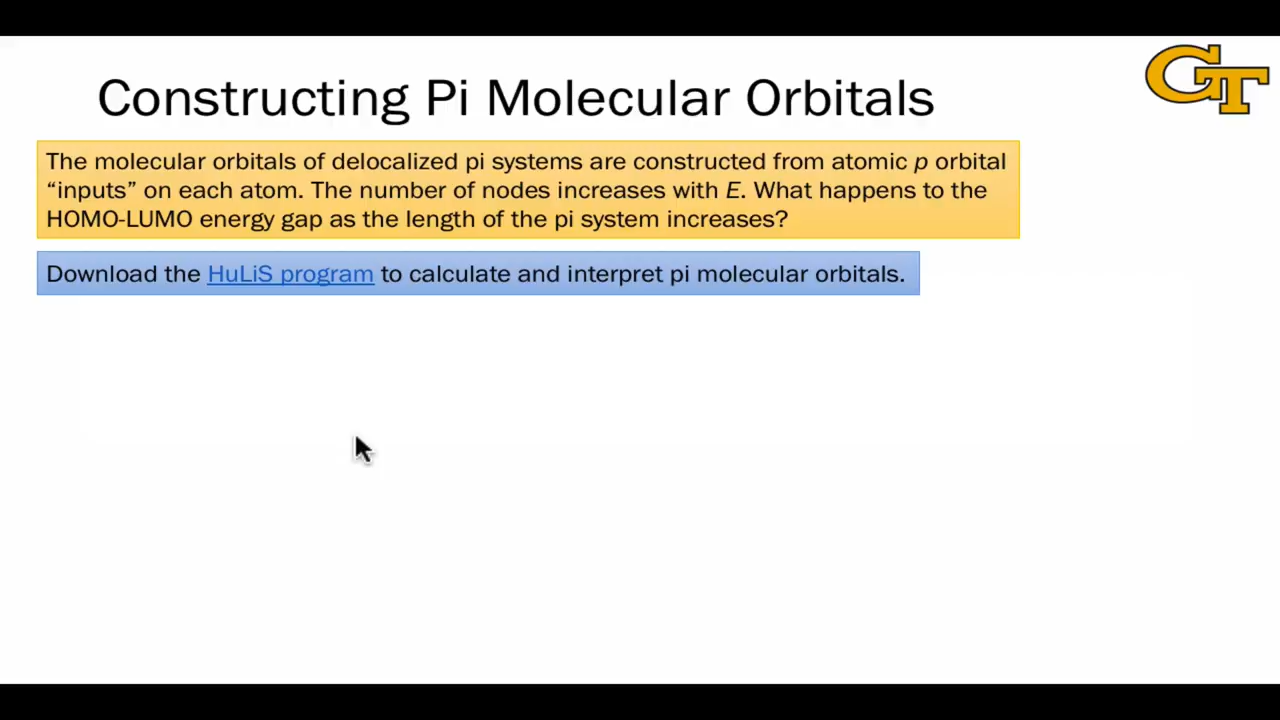 Constructing Pi Molecular Orbitals
GT
The molecular orbitals of delocalized pi systems are constructed from atomic p orbital
“inputs” on each atom. The number of nodes increases with E. What happens to the
HOMO-LUMO energy gap as the length of the pi system increases?
Download the HuLiS program to calculate and interpret pi molecular orbitals.